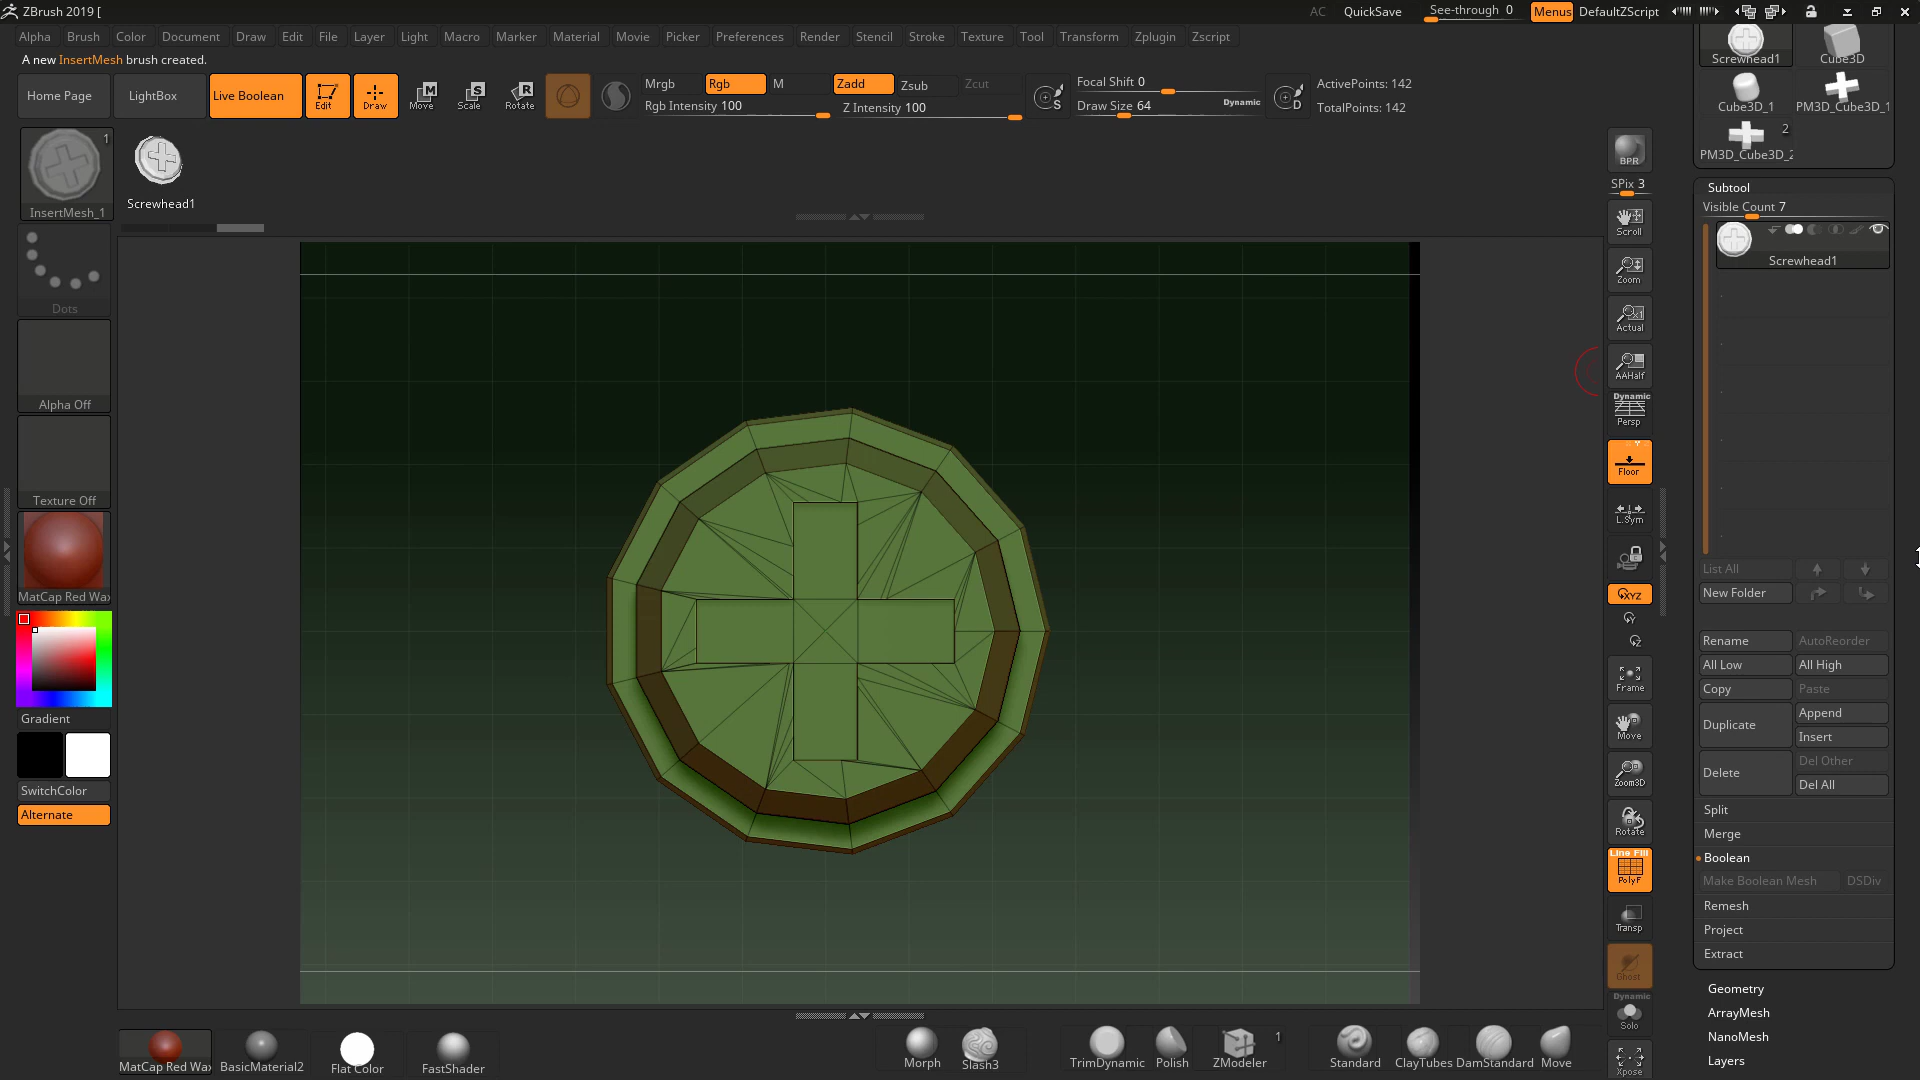 ZBrush 2019 [
AC QuickSave See-through 0 Menus DefaultZScript
Alpha Brush Color Document Draw Edit File Layer Light Macro Marker Material Movie Picker Preferences Render Stencil Stroke Texture Tool Transform Zplugin Zscript
A new InsertMesh brush created.
Home Page LightBox Live Boolean Edit Draw Move Scale Rotate
Mrgb Rgb M Zadd Zsub Zcut
Rgb Intensity 100 Z Intensity 100
Focal Shift 0
Draw Size 64 Dynamic
S D
ActivePoints: 142
TotalPoints: 142
1
InsertMesh_1
Screwhead1
Dots
Alpha Off
Texture Off
MatCap Red Wax
Gradient
SwitchColor
Alternate
BPR
SPix 3
Scroll
Zoom
Actual
AAHalf
Dynamic
Persp
Floor
L.Sym
XYZ
Frame
Move
Zoom3D
Rotate
Line Fill
PolyF
Transp
Ghost
Dynamic
Solo
Xpose
Screwhead1 Cube3D
Cube3D_1 PM3D_Cube3D_1
2
PM3D_Cube3D_2
Subtool
Visible Count 7
Screwhead1
List All
New Folder
Rename AutoReorder
All Low All High
Copy Paste
Duplicate Append
Insert
Delete Del Other
Del All
Split
Merge
Boolean
Make Boolean Mesh DSDiv
Remesh
Project
Extract
Geometry
ArrayMesh
NanoMesh
Layers
MatCap Red Wax BasicMaterial2 Flat Color FastShader
Morph Slash3 TrimDynamic Polish ZModeler 1 Standard ClayTubes DamStandard Move